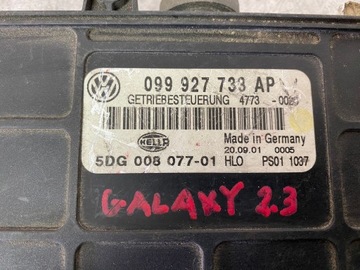 099 927 733 AP
GETRIEBESTEUERUNG 4773
HELLA
Made in Germany
20.09.01 0005
5DG 008 077-01 HLO PS01 1037
GALAXY 2.3